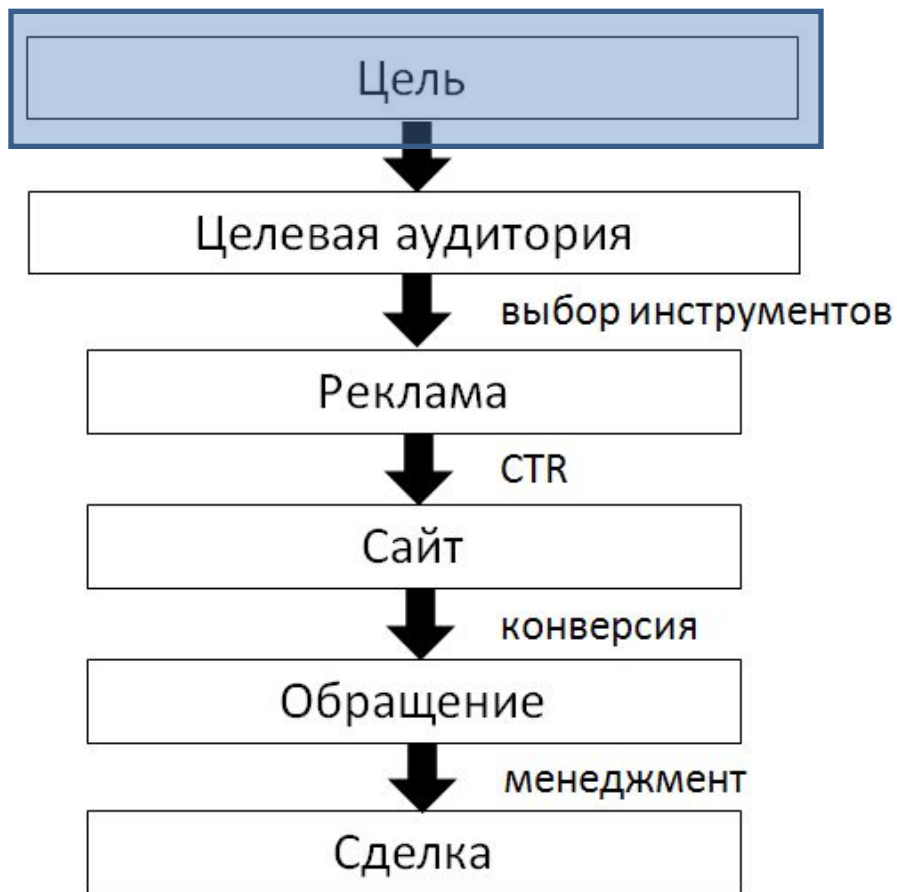 Цель
Целевая аудитория
выбор инструментов
Реклама
CTR
Сайт
конверсия
Обращение
менеджмент
Сделка